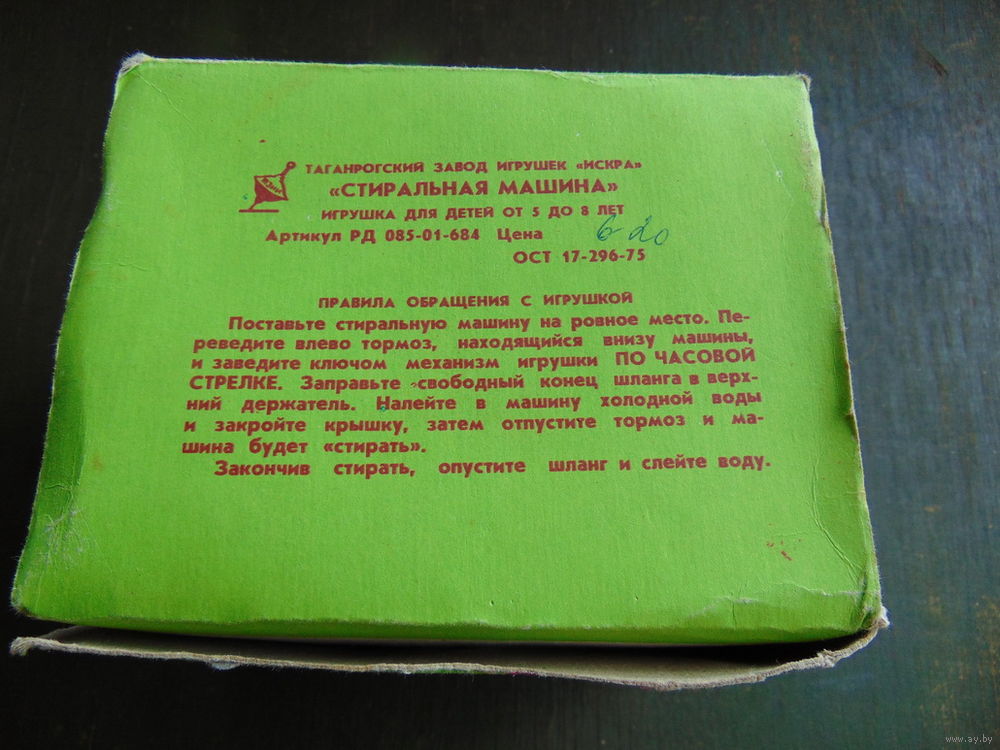 ТАГАНРОГСКИЙ ЗАВОД ИГРУШЕК «ИСКРА»
«СТИРАЛЬНАЯ МАШИНА»
ИГРУШКА ДЛЯ ДЕТЕЙ ОТ 5 ДО 8 ЛЕТ
Артикул РД 085-01-684 Цена 6-20
ОСТ 17-296-75
ПРАВИЛА ОБРАЩЕНИЯ С ИГРУШКОЙ
Поставьте стиральную машину на ровное место. Пе-
реведите влево тормоз, находящийся внизу машины,
и заведите ключом механизм игрушки ПО ЧАСОВОЙ
СТРЕЛКЕ. Заправьте свободный конец шланга в верх-
ний держатель. Налейте в машину холодной воды
и закройте крышку, затем отпустите тормоз и ма-
шина будет «стирать».
Закончив стирать, опустите шланг и слейте воду.
www.ay.by